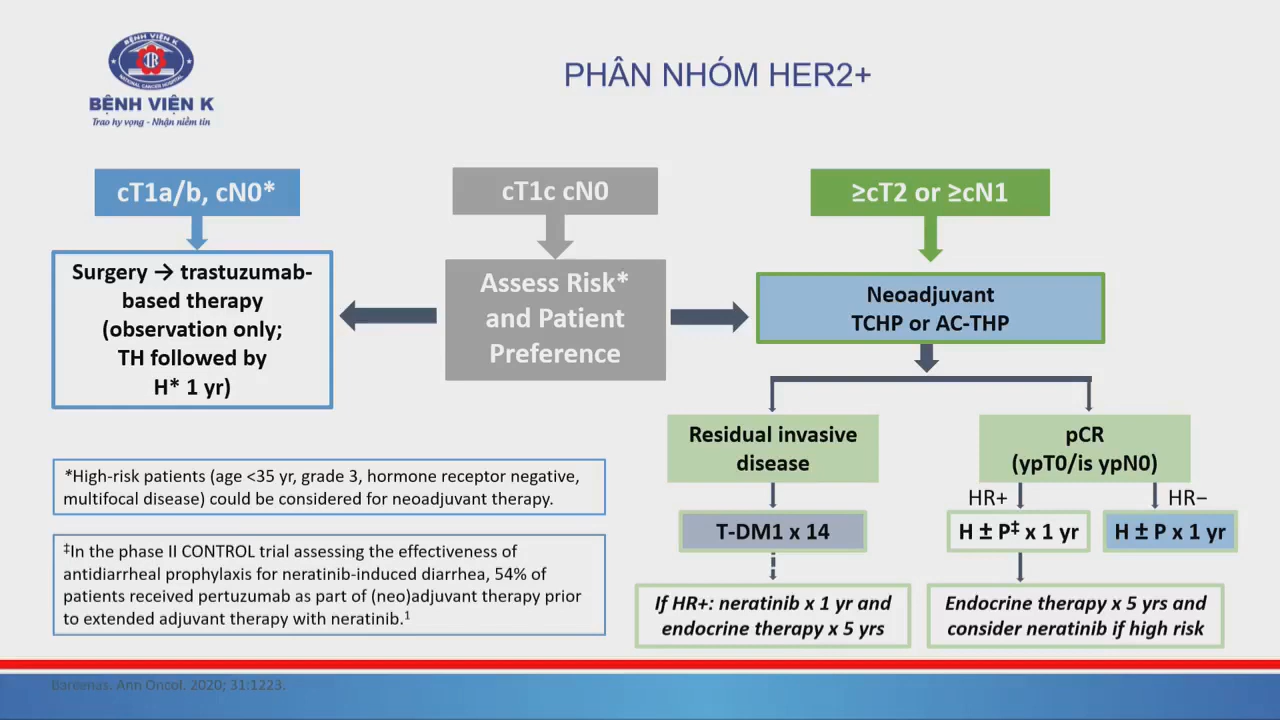 BỆNH VIỆN K
Trao hy vọng - Nhận niềm tin
PHÂN NHÓM HER2+
cT1a/b, cN0*
cT1c cN0
≥cT2 or ≥cN1
Surgery → trastuzumab-
based therapy
(observation only;
TH followed by
H* 1 yr)
Assess Risk*
and Patient
Preference
Neoadjuvant
TCHP or AC-THP
Residual invasive
disease
pCR
(ypT0/is ypN0)
HR+
HR−
T-DM1 x 14
H ± P‡ x 1 yr
H ± P x 1 yr
If HR+: neratinib x 1 yr and
endocrine therapy x 5 yrs
Endocrine therapy x 5 yrs and
consider neratinib if high risk
*High-risk patients (age <35 yr, grade 3, hormone receptor negative,
multifocal disease) could be considered for neoadjuvant therapy.
‡In the phase II CONTROL trial assessing the effectiveness of
antidiarrheal prophylaxis for neratinib-induced diarrhea, 54% of
patients received pertuzumab as part of (neo)adjuvant therapy prior
to extended adjuvant therapy with neratinib.1
Barcenas. Ann Oncol. 2020; 31:1223.